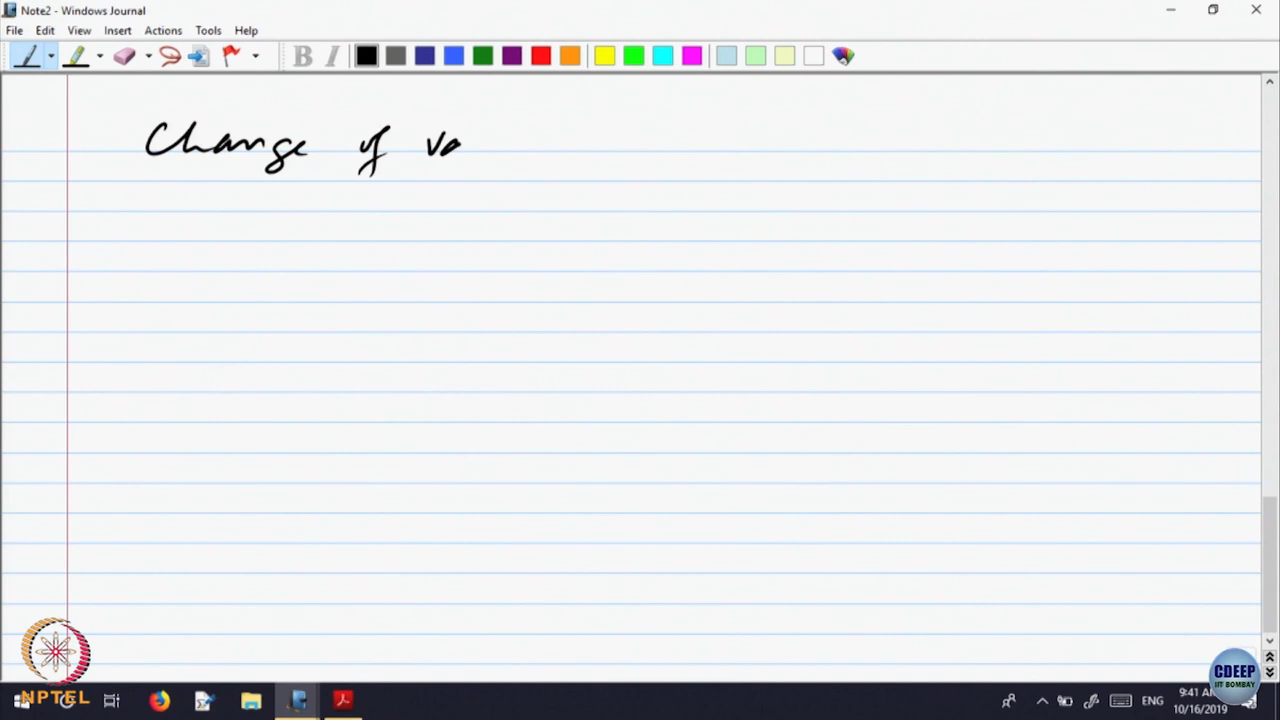 Note2 - Windows Journal
File Edit View Insert Actions Tools Help
B I
Change of va
NPTEL
CDEEP
IIT BOMBAY
ENG
9:41 A
10/16/2019